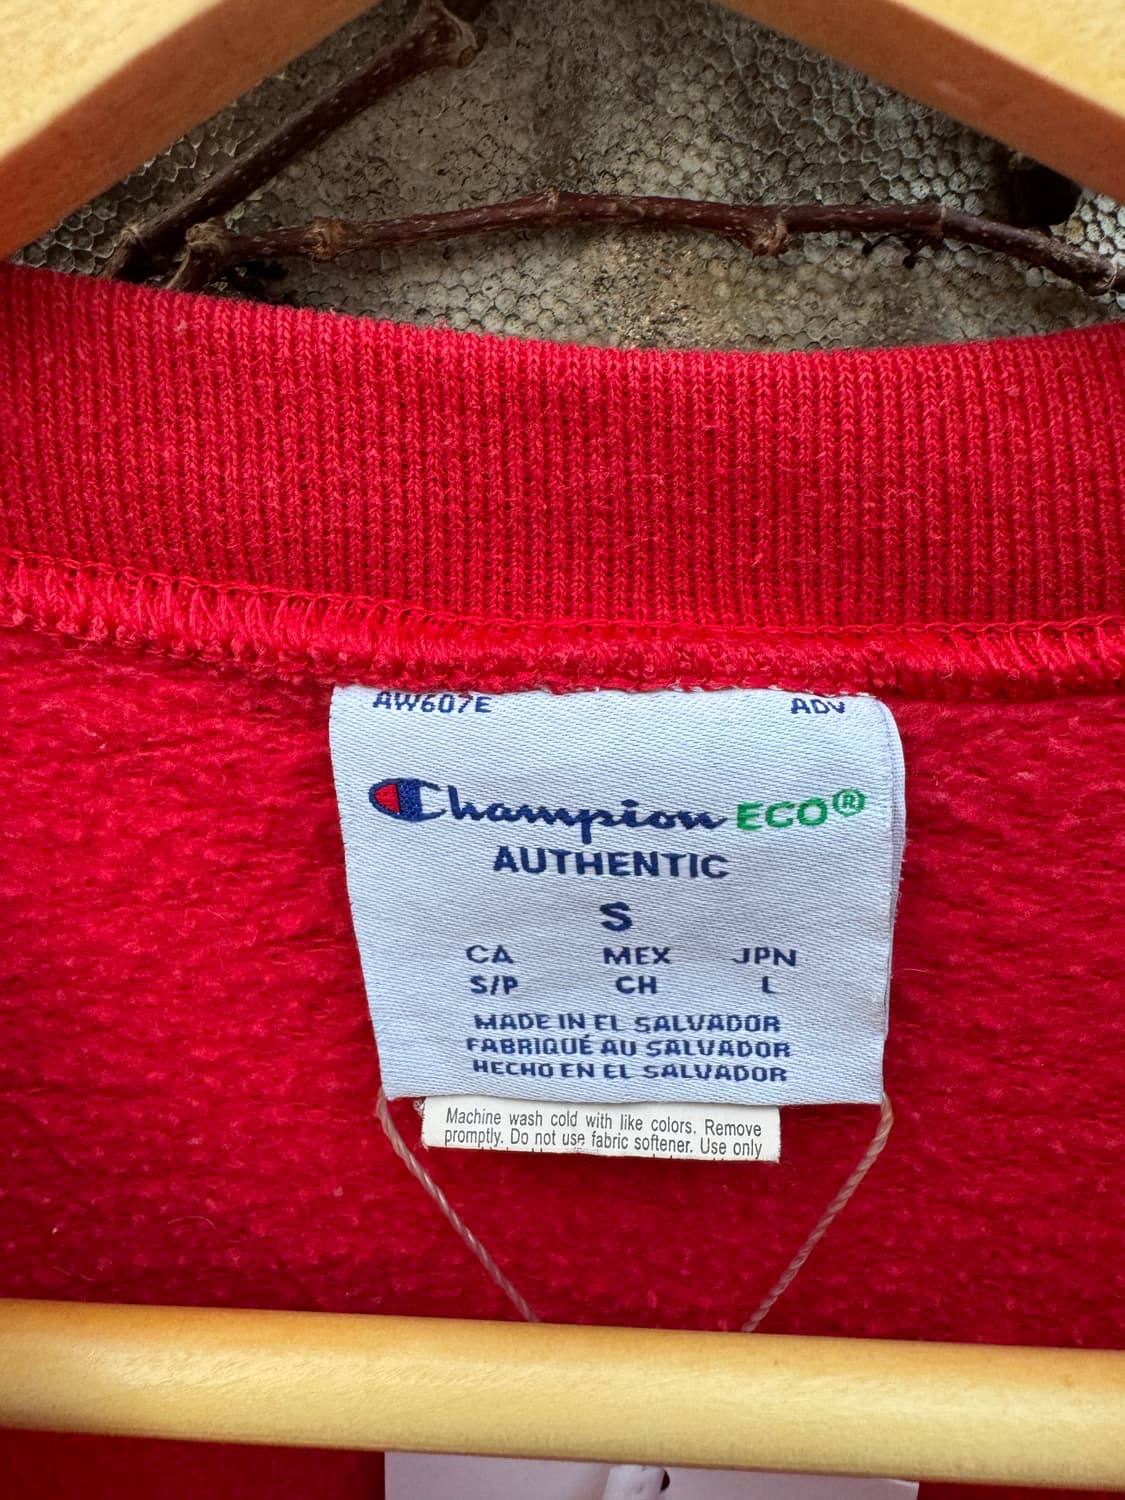 AW607E ADV
Champion ECO®
AUTHENTIC
S
CA MEX JPN
S/P CH L
MADE IN EL SALVADOR
FABRIQUÉ AU SALVADOR
HECHO EN EL SALVADOR
Machine wash cold with like colors. Remove
promptly. Do not use fabric softener. Use only